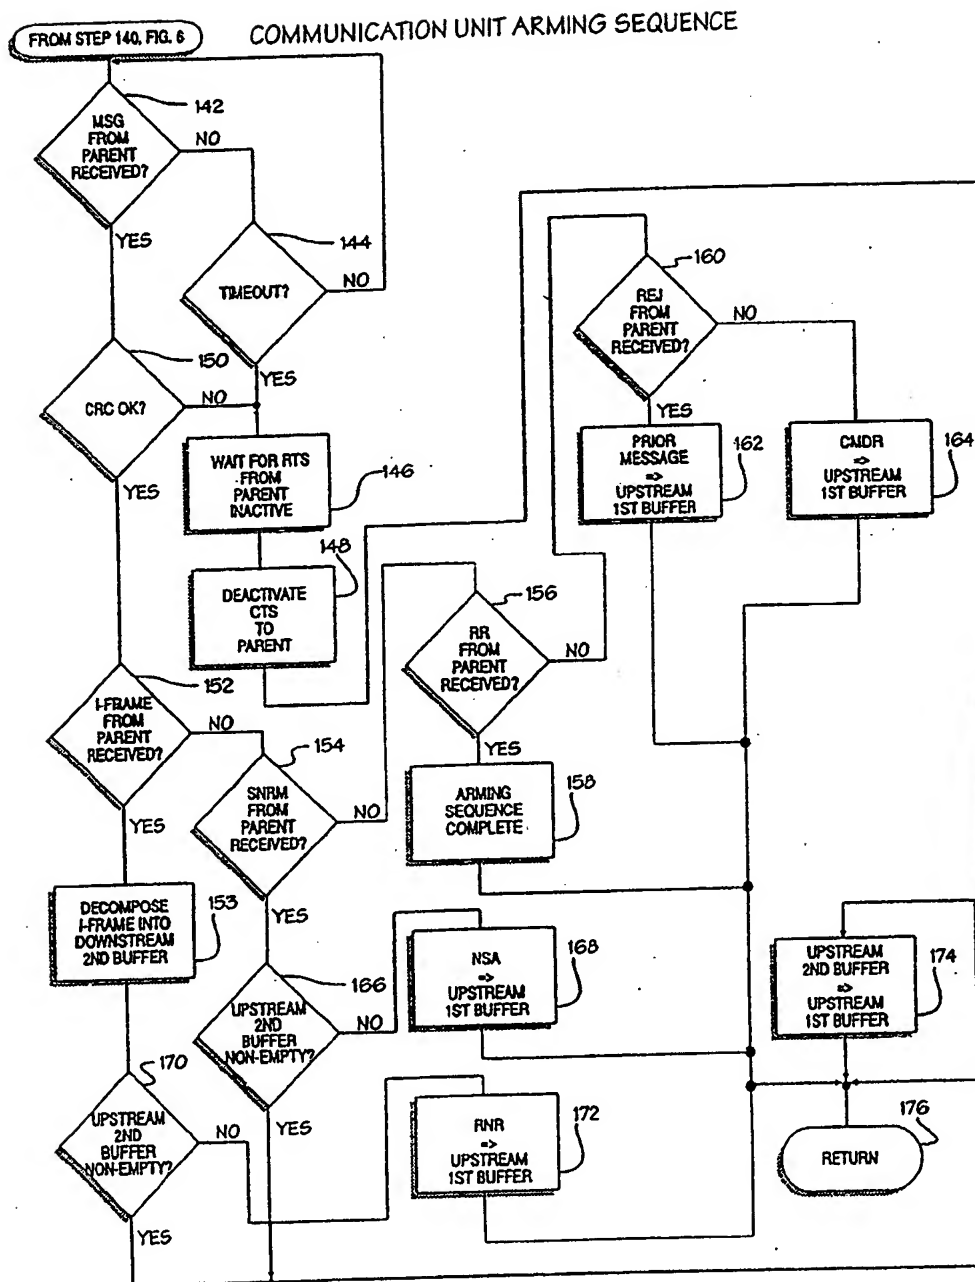 COMMUNICATION UNIT ARMING SEQUENCE
FROM STEP 140, FIG. 6
142
MSG
FROM
PARENT
RECEIVED?
NO
YES
144
TIMEOUT?
NO
YES
150
CRC OK?
NO
YES
WAIT FOR RTS
FROM
PARENT
INACTIVE
146
148
DEACTIVATE
CTS
TO
PARENT
160
REJ
FROM
PARENT
RECEIVED?
NO
YES
PRIOR
MESSAGE
=>
UPSTREAM
1ST BUFFER
162
CMDR
=>
UPSTREAM
1ST BUFFER
164
156
RR
FROM
PARENT
RECEIVED?
NO
YES
ARMING
SEQUENCE
COMPLETE
158
152
I-FRAME
FROM
PARENT
RECEIVED?
NO
YES
154
SNRM
FROM
PARENT
RECEIVED?
NO
YES
DECOMPOSE
I-FRAME INTO
DOWNSTREAM
2ND BUFFER
153
166
UPSTREAM
2ND
BUFFER
NON-EMPTY?
NO
YES
NSA
=>
UPSTREAM
1ST BUFFER
168
UPSTREAM
2ND BUFFER
=>
UPSTREAM
1ST BUFFER
174
170
UPSTREAM
2ND
BUFFER
NON-EMPTY?
NO
YES
RNR
=>
UPSTREAM
1ST BUFFER
172
176
RETURN